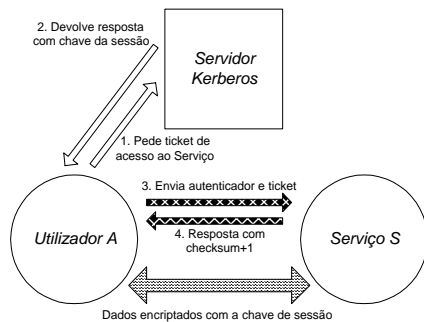 2. Devolve resposta
com chave da sessão
Servidor
Kerberos
1. Pede ticket de
acesso ao Serviço
3. Envia autenticador e ticket
Utilizador A
4. Resposta com
checksum+1
Serviço S
Dados encriptados com a chave de sessão